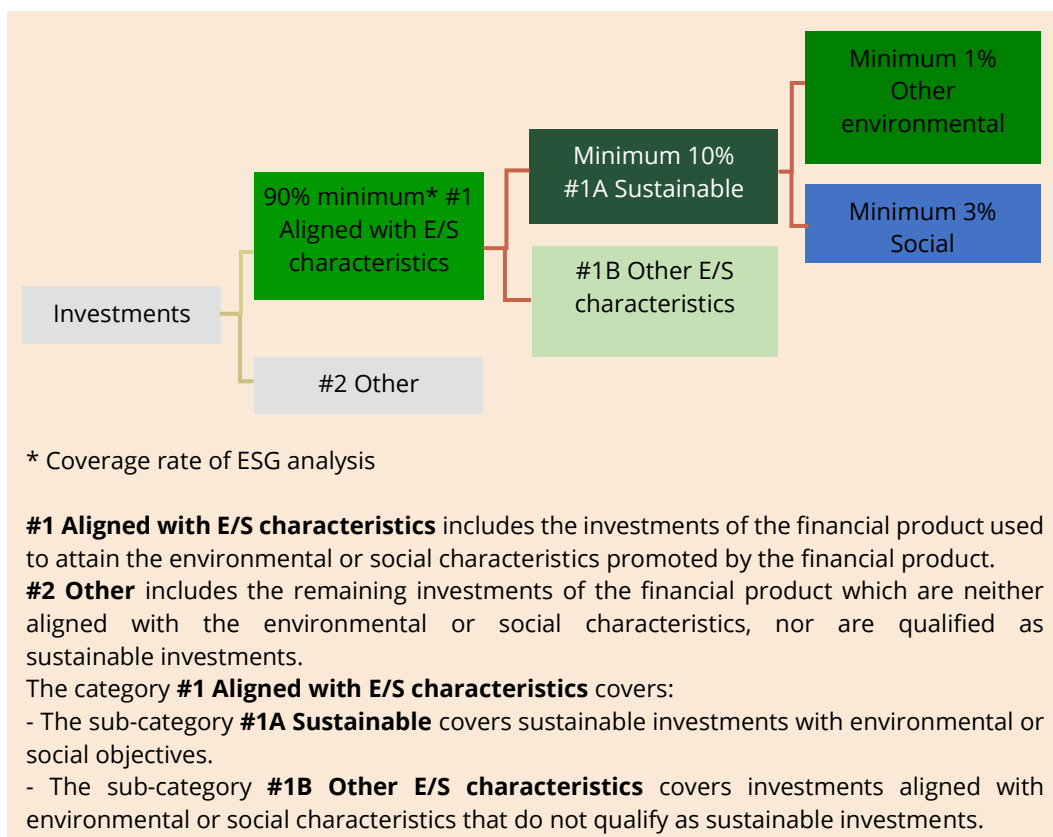 Minimum 1%
Other
environmental
Minimum 10%
#1A Sustainable
90% minimum* #1
Aligned with E/S
characteristics
Minimum 3%
Social
#1B Other E/S
characteristics
Investments
#2 Other
* Coverage rate of ESG analysis
#1 Aligned with E/S characteristics includes the investments of the financial product used
to attain the environmental or social characteristics promoted by the financial product.
#2 Other includes the remaining investments of the financial product which are neither
aligned with the environmental or social characteristics, nor are qualified as
sustainable investments.
The category #1 Aligned with E/S characteristics covers:
- The sub-category #1A Sustainable covers sustainable investments with environmental or
social objectives.
- The sub-category #1B Other E/S characteristics covers investments aligned with
environmental or social characteristics that do not qualify as sustainable investments.